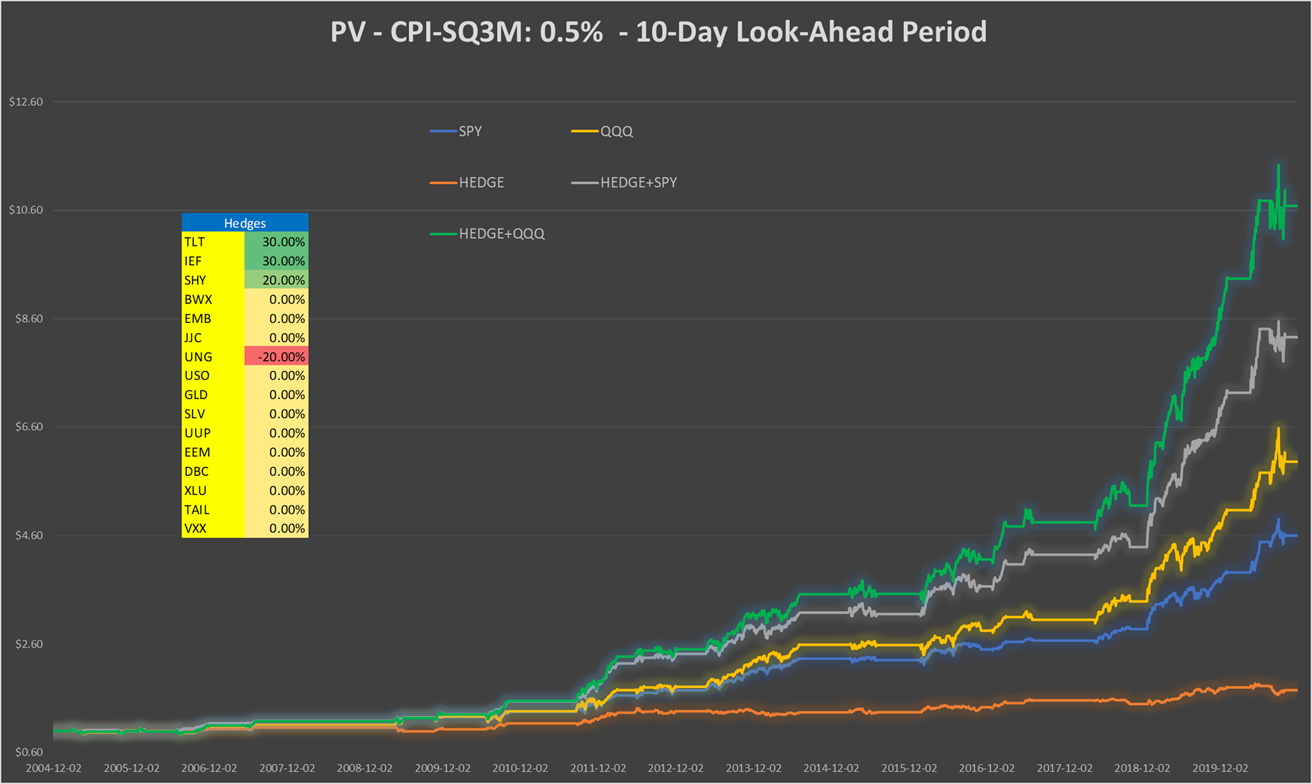 PV - CPI-SQ3M: 0.5%  - 10-Day Look-Ahead Period
$12.60
SPY QQQ
HEDGE HEDGE+SPY
$10.60
Hedges
HEDGE+QQQ
TLT 30.00%
IEF 30.00%
SHY 20.00%
BWX 0.00%
$8.60
EMB 0.00%
JJC 0.00%
UNG -20.00%
USO 0.00%
GLD 0.00%
SLV 0.00%
$6.60
UUP 0.00%
EEM 0.00%
DBC 0.00%
XLU 0.00%
TAIL 0.00%
VXX 0.00%
$4.60
$2.60
$0.60
2004-12-02 2005-12-02 2006-12-02 2007-12-02 2008-12-02 2009-12-02 2010-12-02 2011-12-02 2012-12-02 2013-12-02 2014-12-02 2015-12-02 2016-12-02 2017-12-02 2018-12-02 2019-12-02